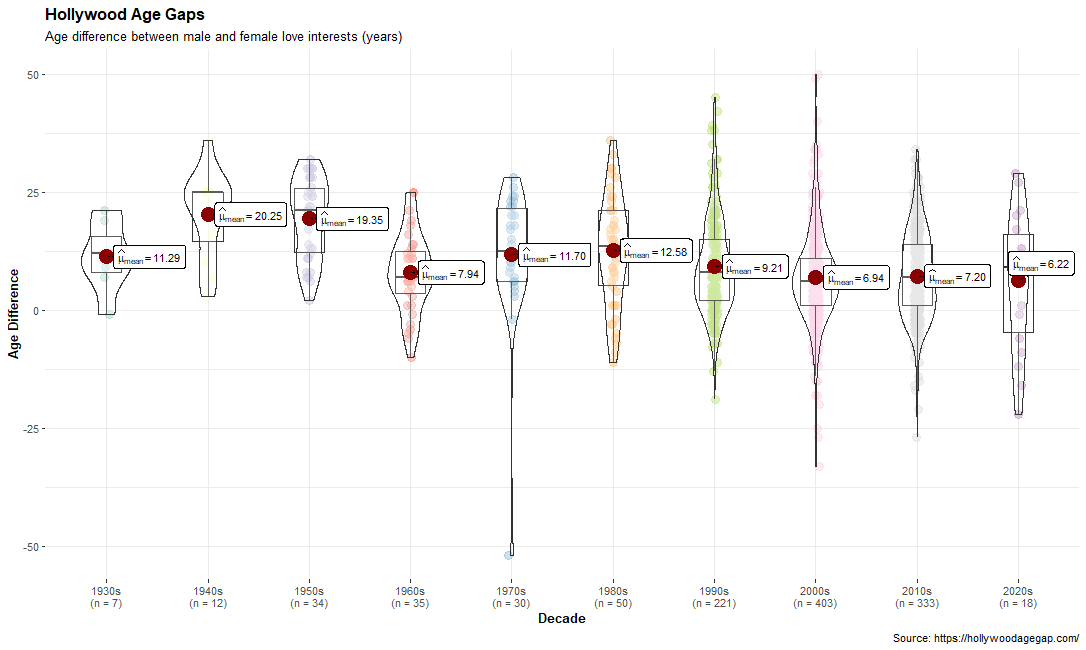 Hollywood Age Gaps
Age difference between male and female love interests (years)
Age Difference
50
25
0
-25
-50
μ̂mean = 11.29
μ̂mean = 20.25
μ̂mean = 19.35
μ̂mean = 7.94
μ̂mean = 11.70
μ̂mean = 12.58
μ̂mean = 9.21
μ̂mean = 6.94
μ̂mean = 7.20
μ̂mean = 6.22
1930s
(n = 7)
1940s
(n = 12)
1950s
(n = 34)
1960s
(n = 35)
1970s
(n = 30)
1980s
(n = 50)
1990s
(n = 221)
2000s
(n = 403)
2010s
(n = 333)
2020s
(n = 18)
Decade
Source: https://hollywoodagegap.com/